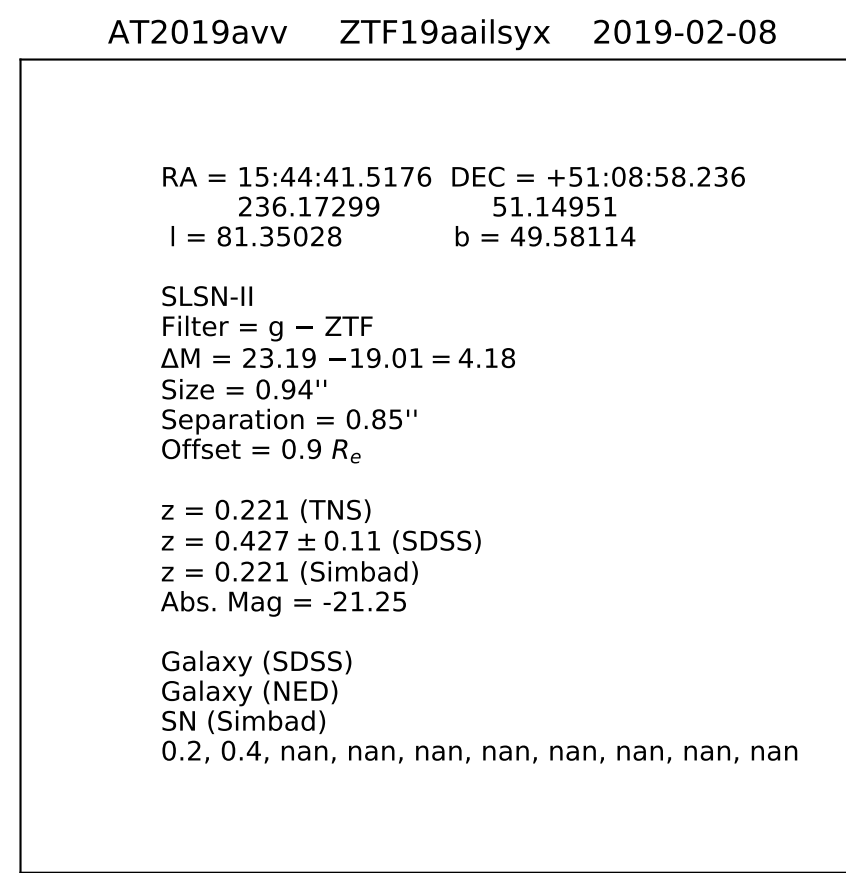 AT2019avv ZTF19aailsyx 2019-02-08
RA = 15:44:41.5176 DEC = +51:08:58.236
236.17299 51.14951
l = 81.35028 b = 49.58114
SLSN-II
Filter = g − ZTF
ΔM = 23.19 −19.01 = 4.18
Size = 0.94''
Separation = 0.85''
Offset = 0.9 Rₑ
z = 0.221 (TNS)
z = 0.427 ± 0.11 (SDSS)
z = 0.221 (Simbad)
Abs. Mag = -21.25
Galaxy (SDSS)
Galaxy (NED)
SN (Simbad)
0.2, 0.4, nan, nan, nan, nan, nan, nan, nan, nan